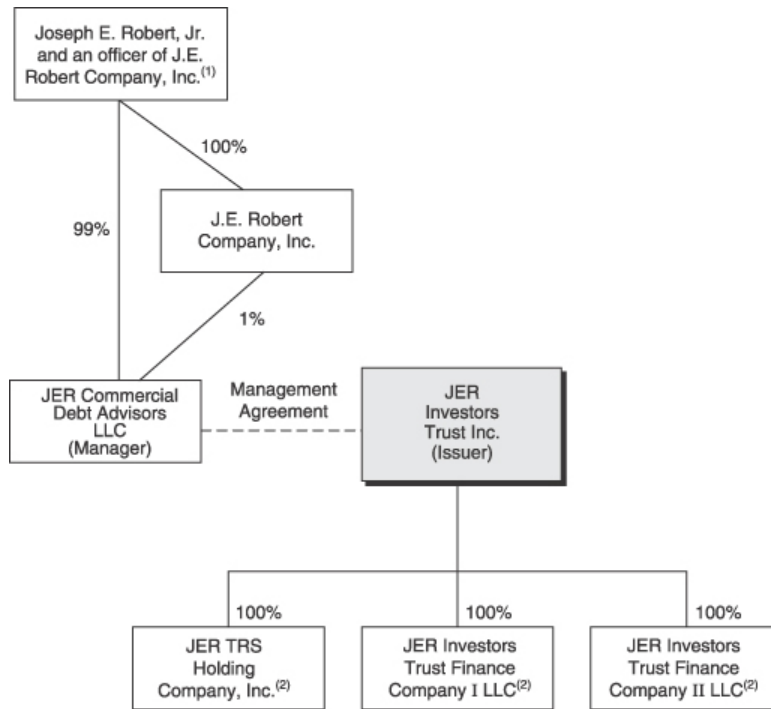 Joseph E. Robert, Jr.
and an officer of J.E.
Robert Company, Inc.(1)
100%
99%
J.E. Robert
Company, Inc.
1%
JER Commercial
Debt Advisors
LLC
(Manager)
Management
Agreement
JER
Investors
Trust Inc.
(Issuer)
100%
100%
100%
JER TRS
Holding
Company, Inc.(2)
JER Investors
Trust Finance
Company I LLC(2)
JER Investors
Trust Finance
Company II LLC(2)